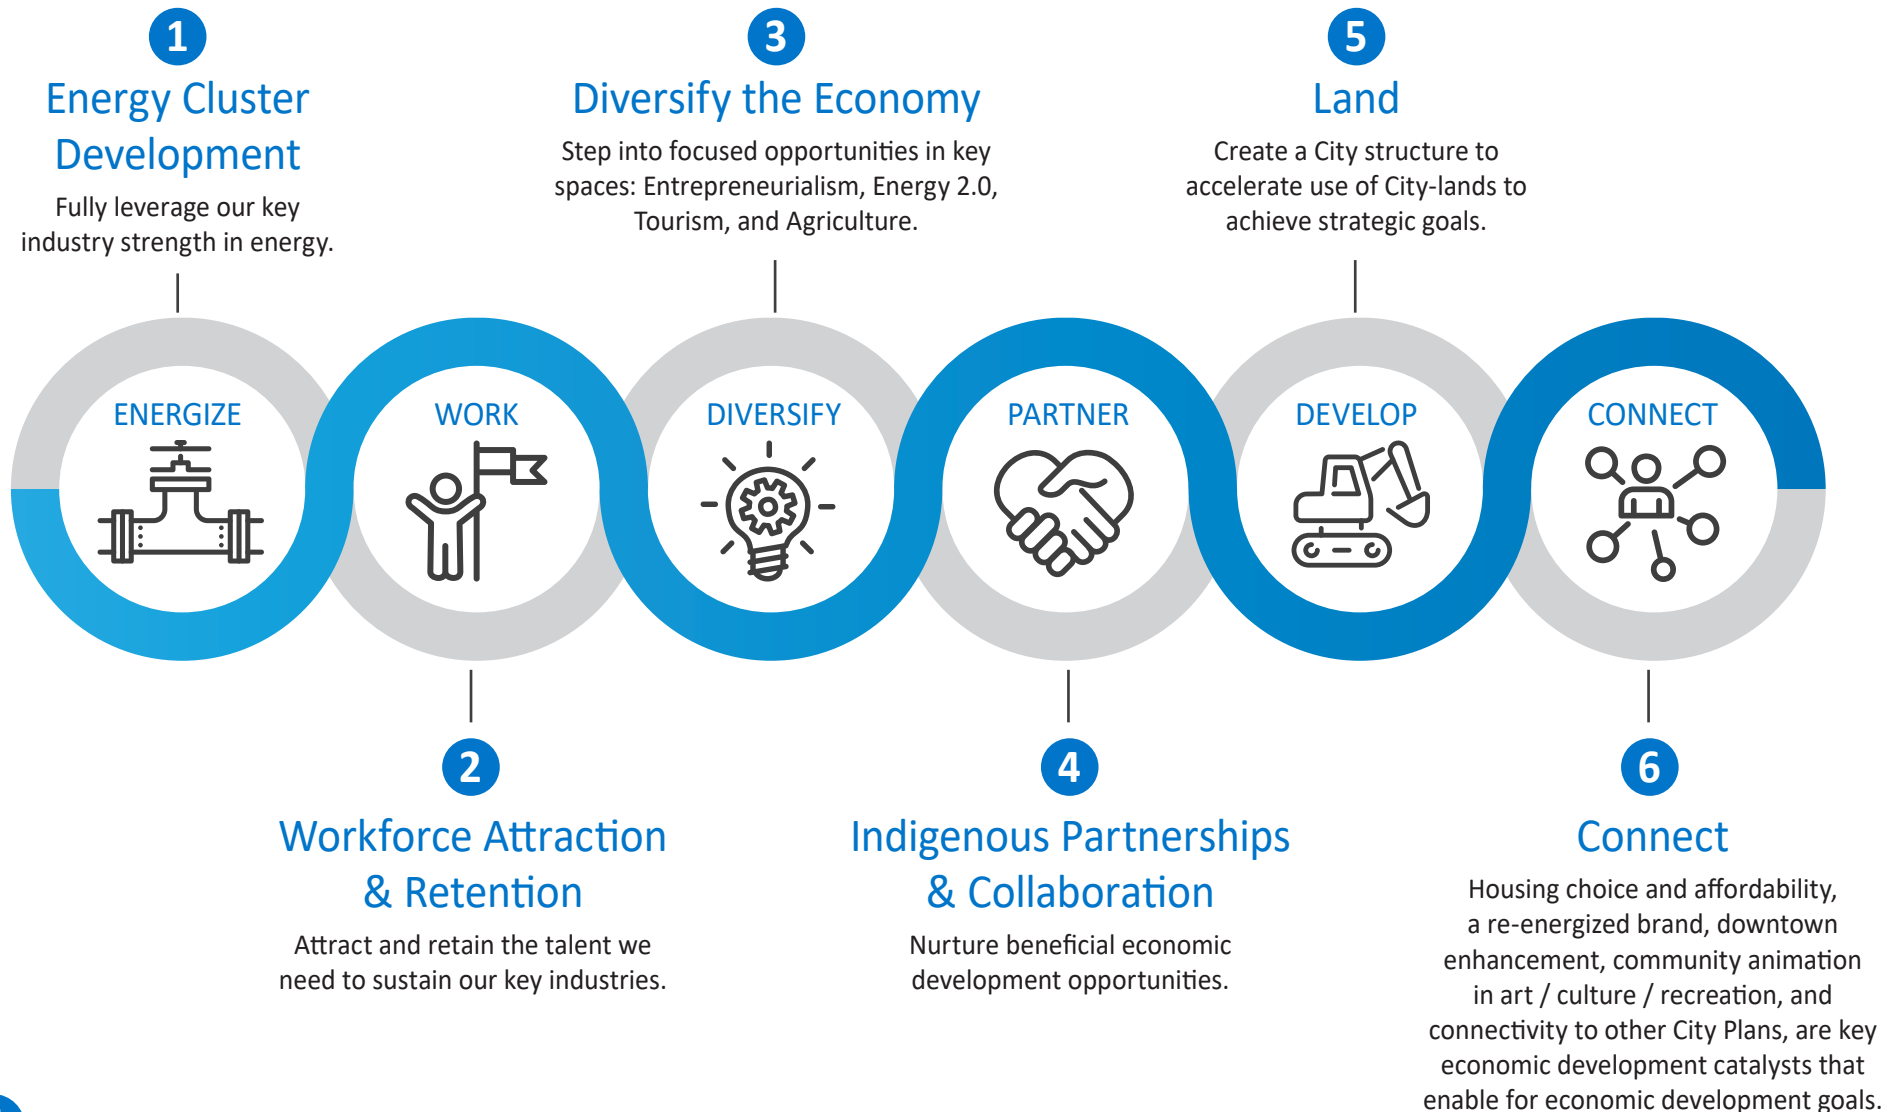 1
Energy Cluster
Development
Fully leverage our key
industry strength in energy.
3
Diversify the Economy
Step into focused opportunities in key
spaces: Entrepreneurialism, Energy 2.0,
Tourism, and Agriculture.
5
Land
Create a City structure to
accelerate use of City-lands to
achieve strategic goals.
ENERGIZE
WORK
DIVERSIFY
PARTNER
DEVELOP
CONNECT
2
Workforce Attraction
& Retention
Attract and retain the talent we
need to sustain our key industries.
4
Indigenous Partnerships
& Collaboration
Nurture beneficial economic
development opportunities.
6
Connect
Housing choice and affordability,
a re-energized brand, downtown
enhancement, community animation
in art / culture / recreation, and
connectivity to other City Plans, are key
economic development catalysts that
enable for economic development goals.